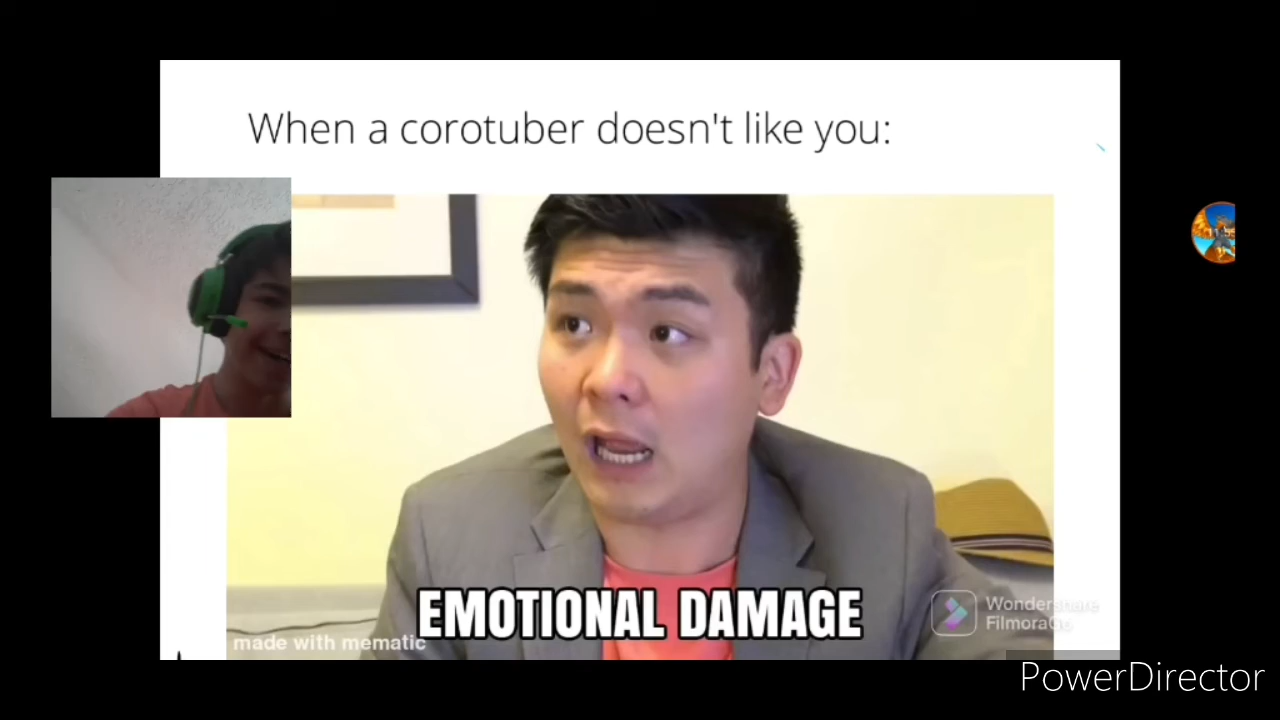 When a corotuber doesn't like you:
EMOTIONAL DAMAGE
made with mematic
Wondershare
FilmoraGo
PowerDirector